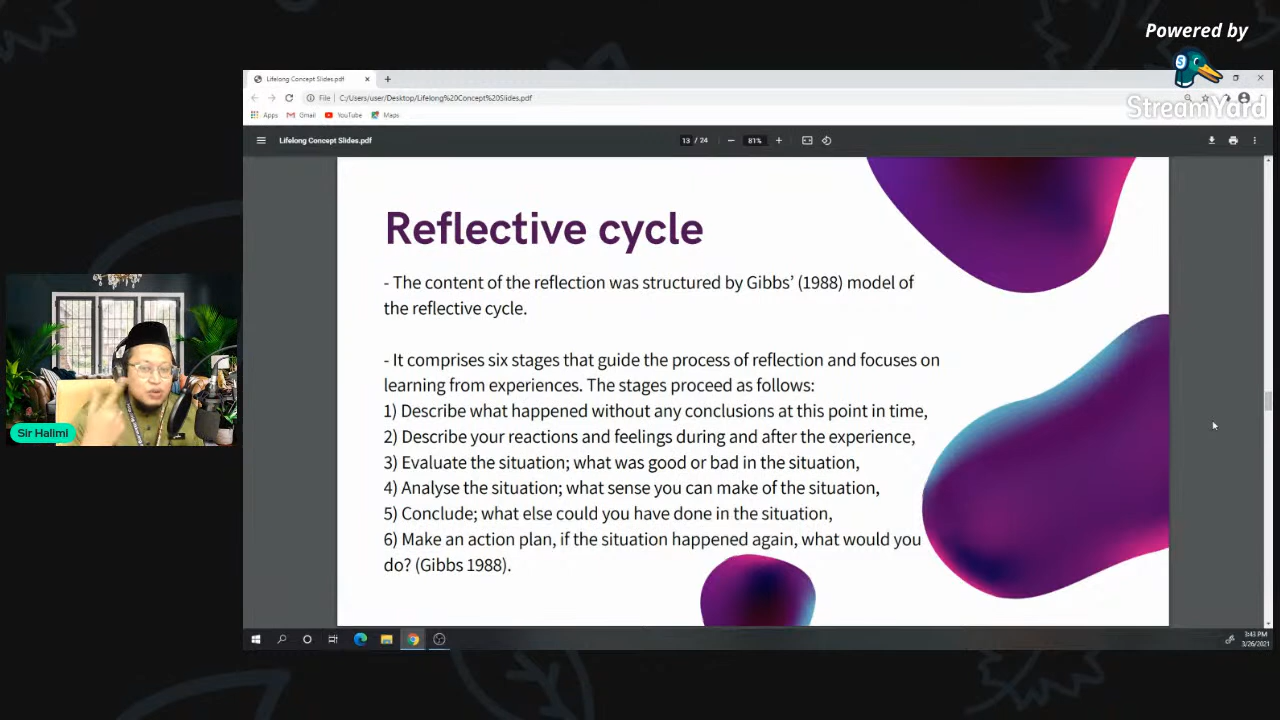 Powered by
StreamYard
Lifelong Concept Slides.pdf
File C:/Users/user/Desktop/Lifelong%20Concept%20Slides.pdf
Apps Gmail YouTube Maps
Lifelong Concept Slides.pdf 13 / 24 81%
Reflective cycle
- The content of the reflection was structured by Gibbs’ (1988) model of
the reflective cycle.
- It comprises six stages that guide the process of reflection and focuses on
learning from experiences. The stages proceed as follows:
1) Describe what happened without any conclusions at this point in time,
2) Describe your reactions and feelings during and after the experience,
3) Evaluate the situation; what was good or bad in the situation,
4) Analyse the situation; what sense you can make of the situation,
5) Conclude; what else could you have done in the situation,
6) Make an action plan, if the situation happened again, what would you
do? (Gibbs 1988).
Sir Halimi
3:43 PM
3/26/2021